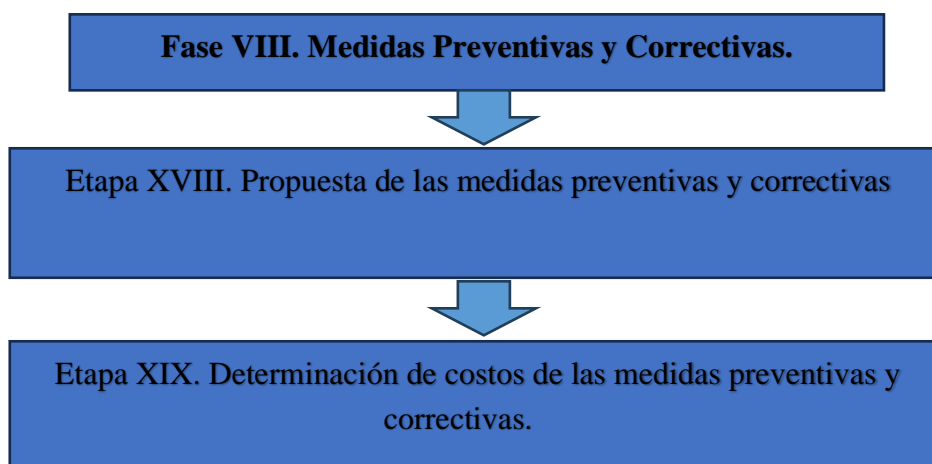 Fase VIII. Medidas Preventivas y Correctivas.
Etapa XVIII. Propuesta de las medidas preventivas y correctivas
Etapa XIX. Determinación de costos de las medidas preventivas y
correctivas.